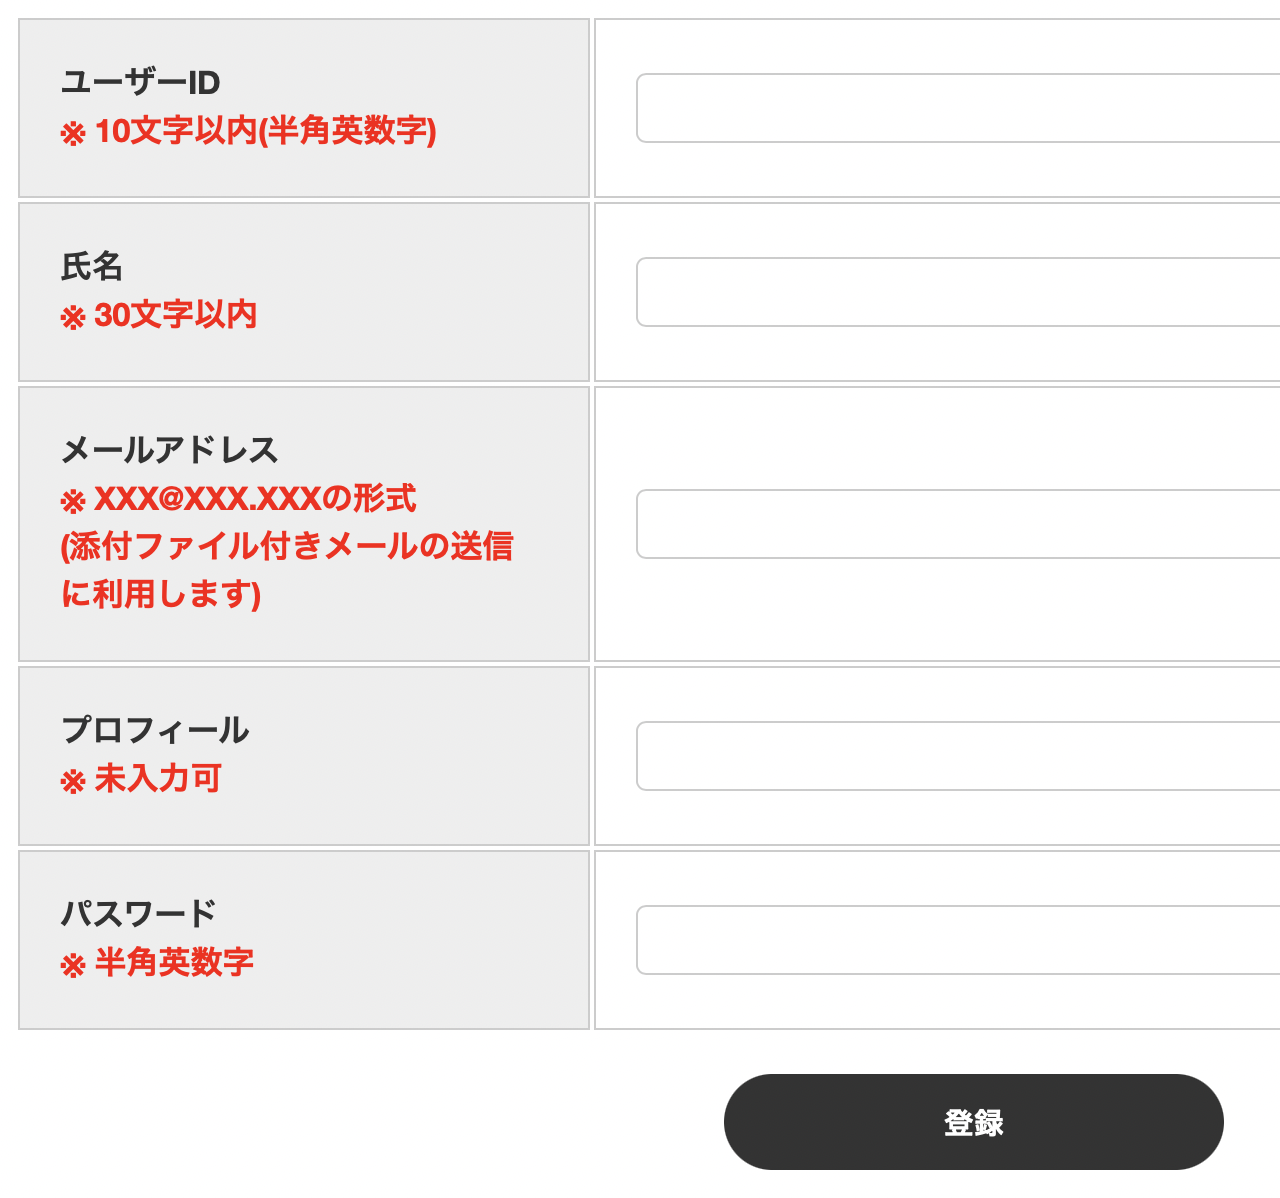 ユーザーID
※ 10文字以内(半角英数字)
氏名
※ 30文字以内
メールアドレス
※ XXX@XXX.XXXの形式
(添付ファイル付きメールの送信
に利用します)
プロフィール
※ 未入力可
パスワード
※ 半角英数字
登録